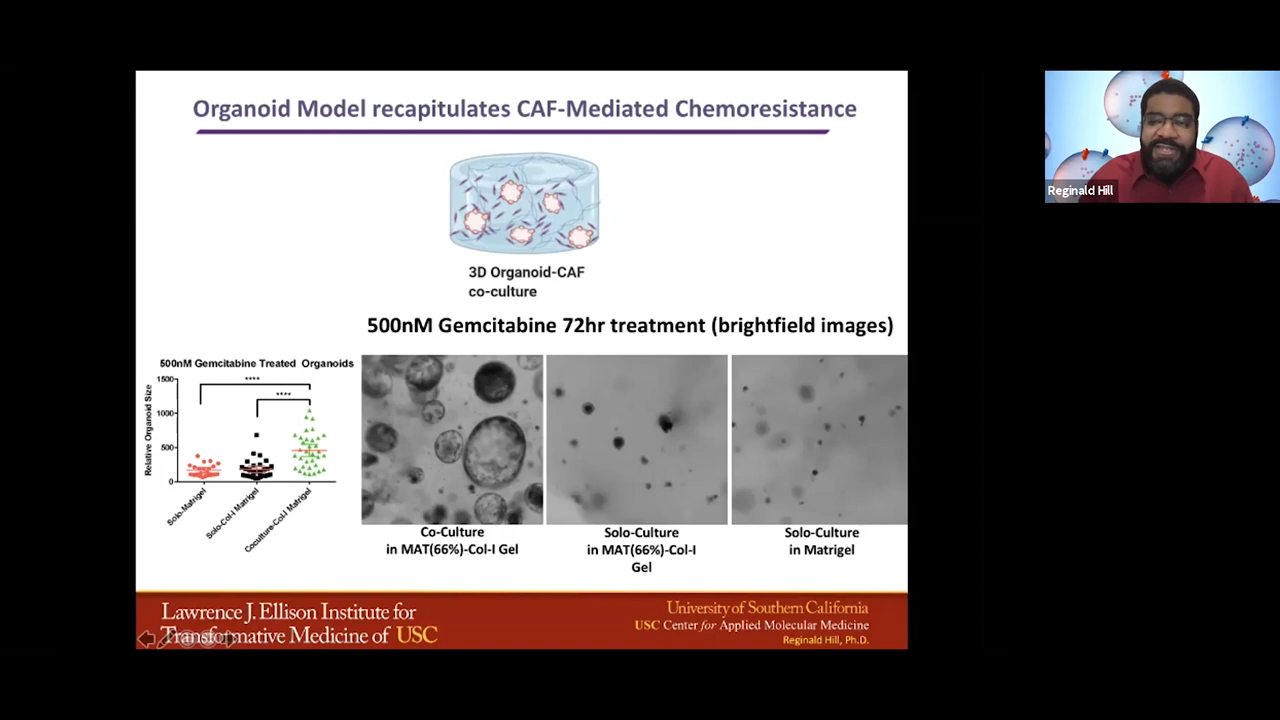 Organoid Model recapitulates CAF-Mediated Chemoresistance
Reginald Hill
3D Organoid-CAF
co-culture
500nM Gemcitabine 72hr treatment (brightfield images)
500nM Gemcitabine Treated Organoids
Relative Organoid Size
1500
1000
500
0
****
****
Solo-Matrigel
Solo-Col-I Matrigel
Coculture-Col-I Matrigel
Co-Culture
in MAT(66%)-Col-I Gel
Solo-Culture
in MAT(66%)-Col-I
Gel
Solo-Culture
in Matrigel
Lawrence J. Ellison Institute for
Transformative Medicine of USC
University of Southern California
USC Center for Applied Molecular Medicine
Reginald Hill, Ph.D.